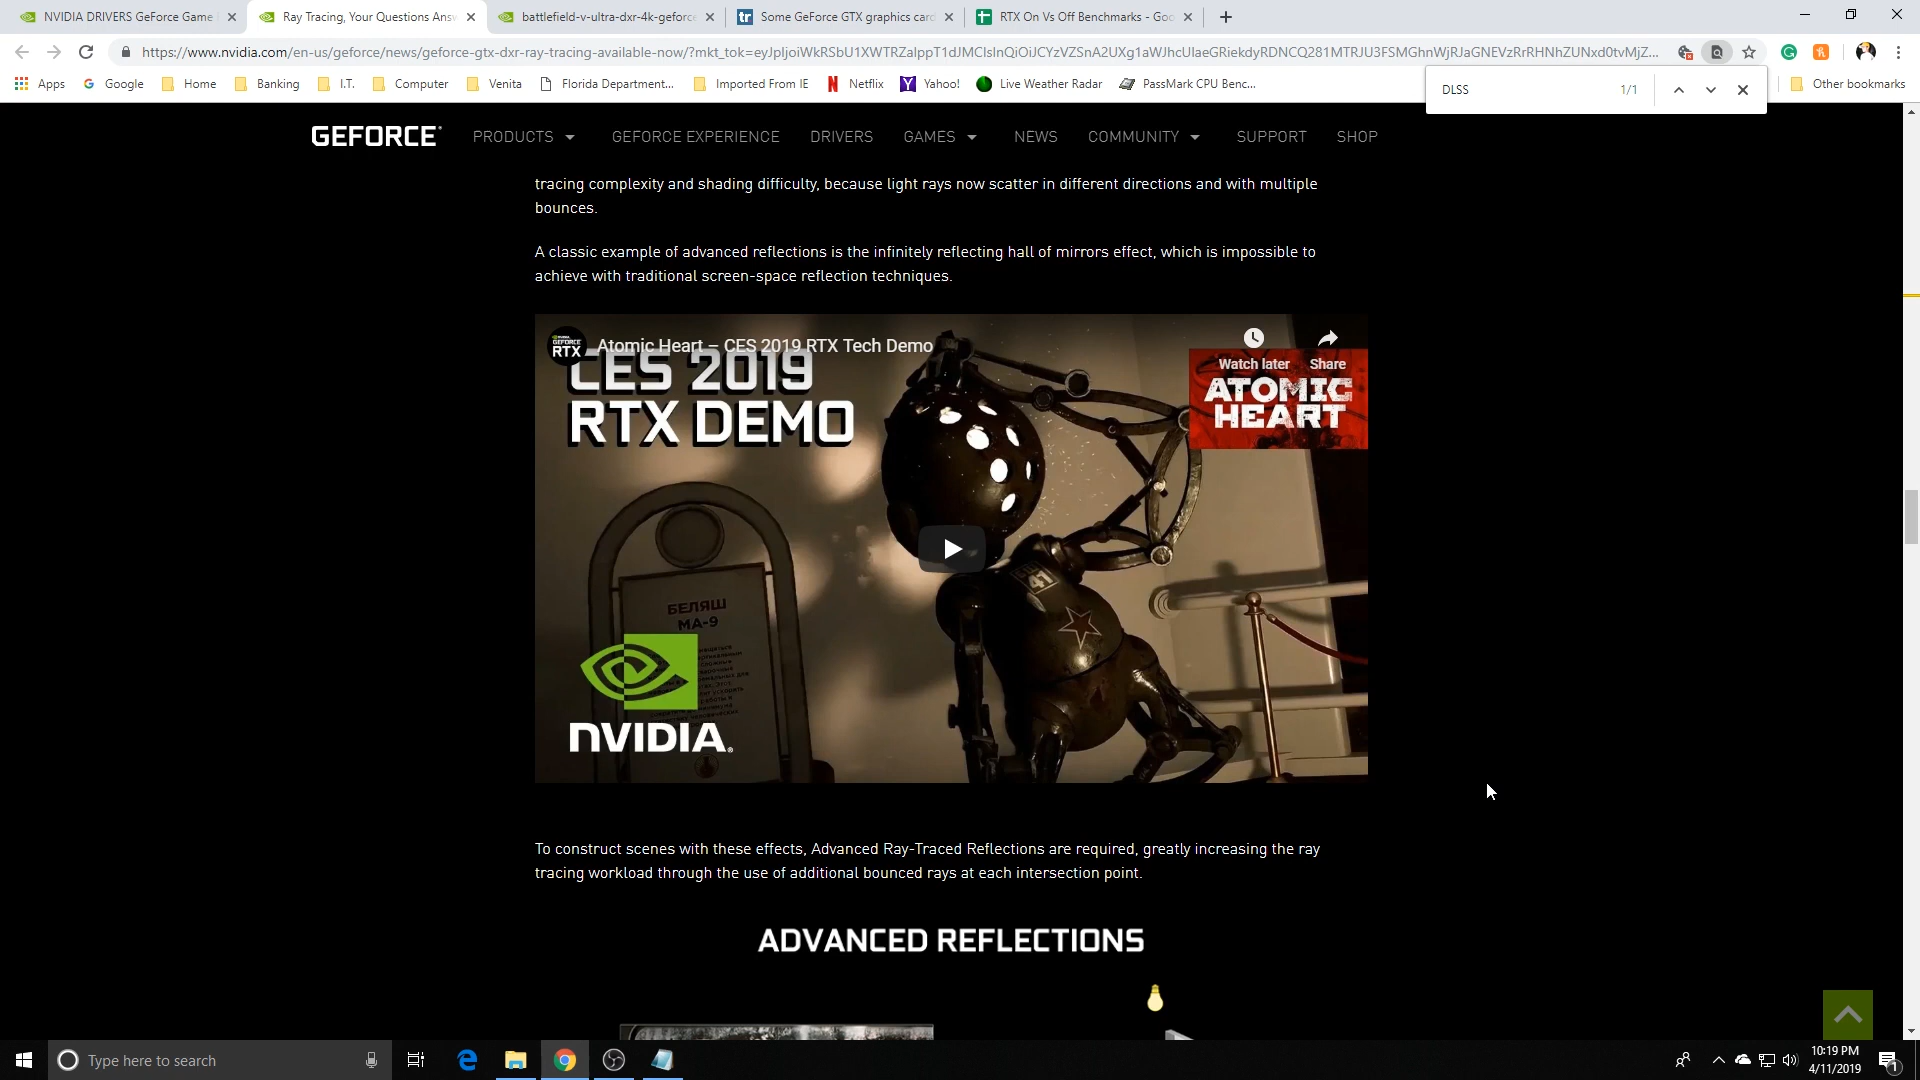 NVIDIA DRIVERS GeForce Game
Ray Tracing, Your Questions Answ
battlefield-v-ultra-dxr-4k-geforce
Some GeForce GTX graphics card
RTX On Vs Off Benchmarks - Goo
https://www.nvidia.com/en-us/geforce/news/geforce-gtx-dxr-ray-tracing-available-now/?mkt_tok=
Apps
Google
Home
Banking
I.T.
Computer
Venita
Florida Department...
Imported From IE
Netflix
Yahoo!
Live Weather Radar
PassMark CPU Benc...
Other bookmarks
DLSS
1/1
GEFORCE
PRODUCTS
GEFORCE EXPERIENCE
DRIVERS
GAMES
NEWS
COMMUNITY
SUPPORT
SHOP
tracing complexity and shading difficulty, because light rays now scatter in different directions and with multiple
bounces.
A classic example of advanced reflections is the infinitely reflecting hall of mirrors effect, which is impossible to
achieve with traditional screen-space reflection techniques.
GEFORCE
RTX
Atomic Heart – CES 2019 RTX Tech Demo
Watch later
Share
CES 2019
RTX DEMO
ATOMIC
HEART
41
БЕЛЯШ
МА-9
NVIDIA.
To construct scenes with these effects, Advanced Ray-Traced Reflections are required, greatly increasing the ray
tracing workload through the use of additional bounced rays at each intersection point.
ADVANCED REFLECTIONS
Type here to search
10:19 PM
4/11/2019
1